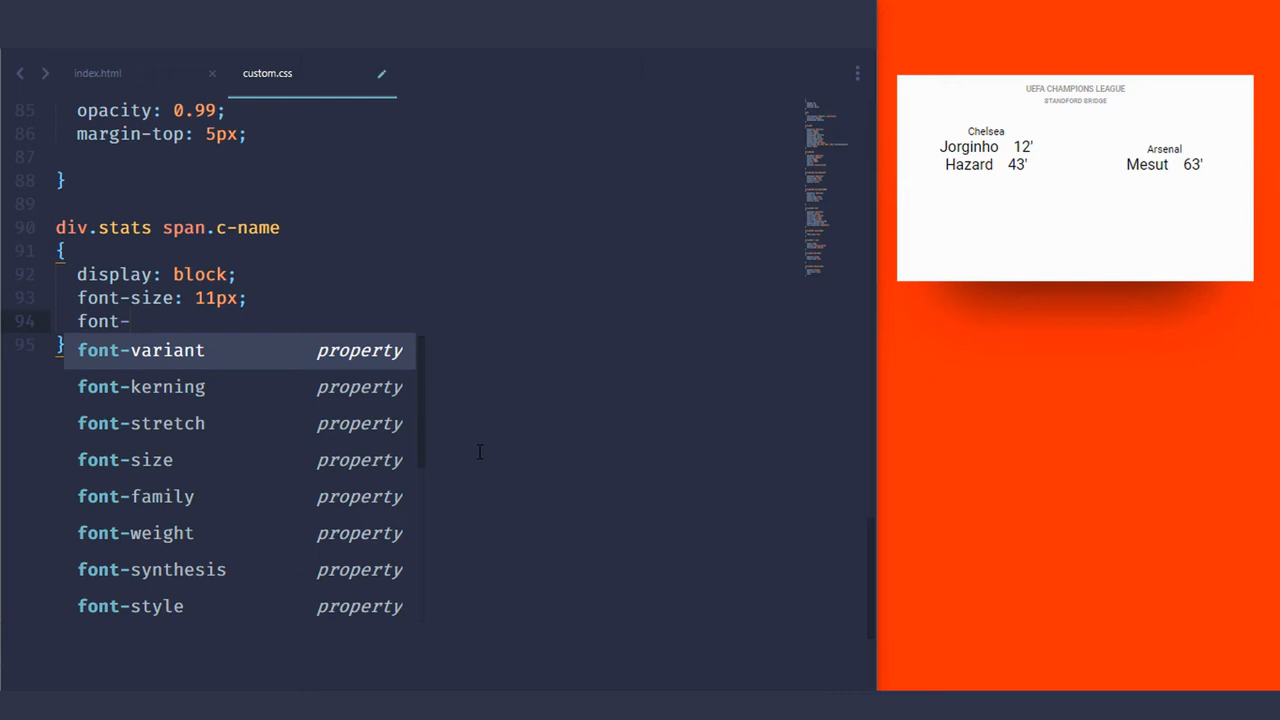 index.html
custom.css
85 opacity: 0.99;
86 margin-top: 5px;
87
88 }
89
90 div.stats span.c-name
91 {
92 display: block;
93 font-size: 11px;
94 font-
95 }
font-variant property
font-kerning property
font-stretch property
font-size property
font-family property
font-weight property
font-synthesis property
font-style property
UEFA CHAMPIONS LEAGUE
STANDFORD BRIDGE
Chelsea
Jorginho 12'
Hazard 43'
Arsenal
Mesut 63'